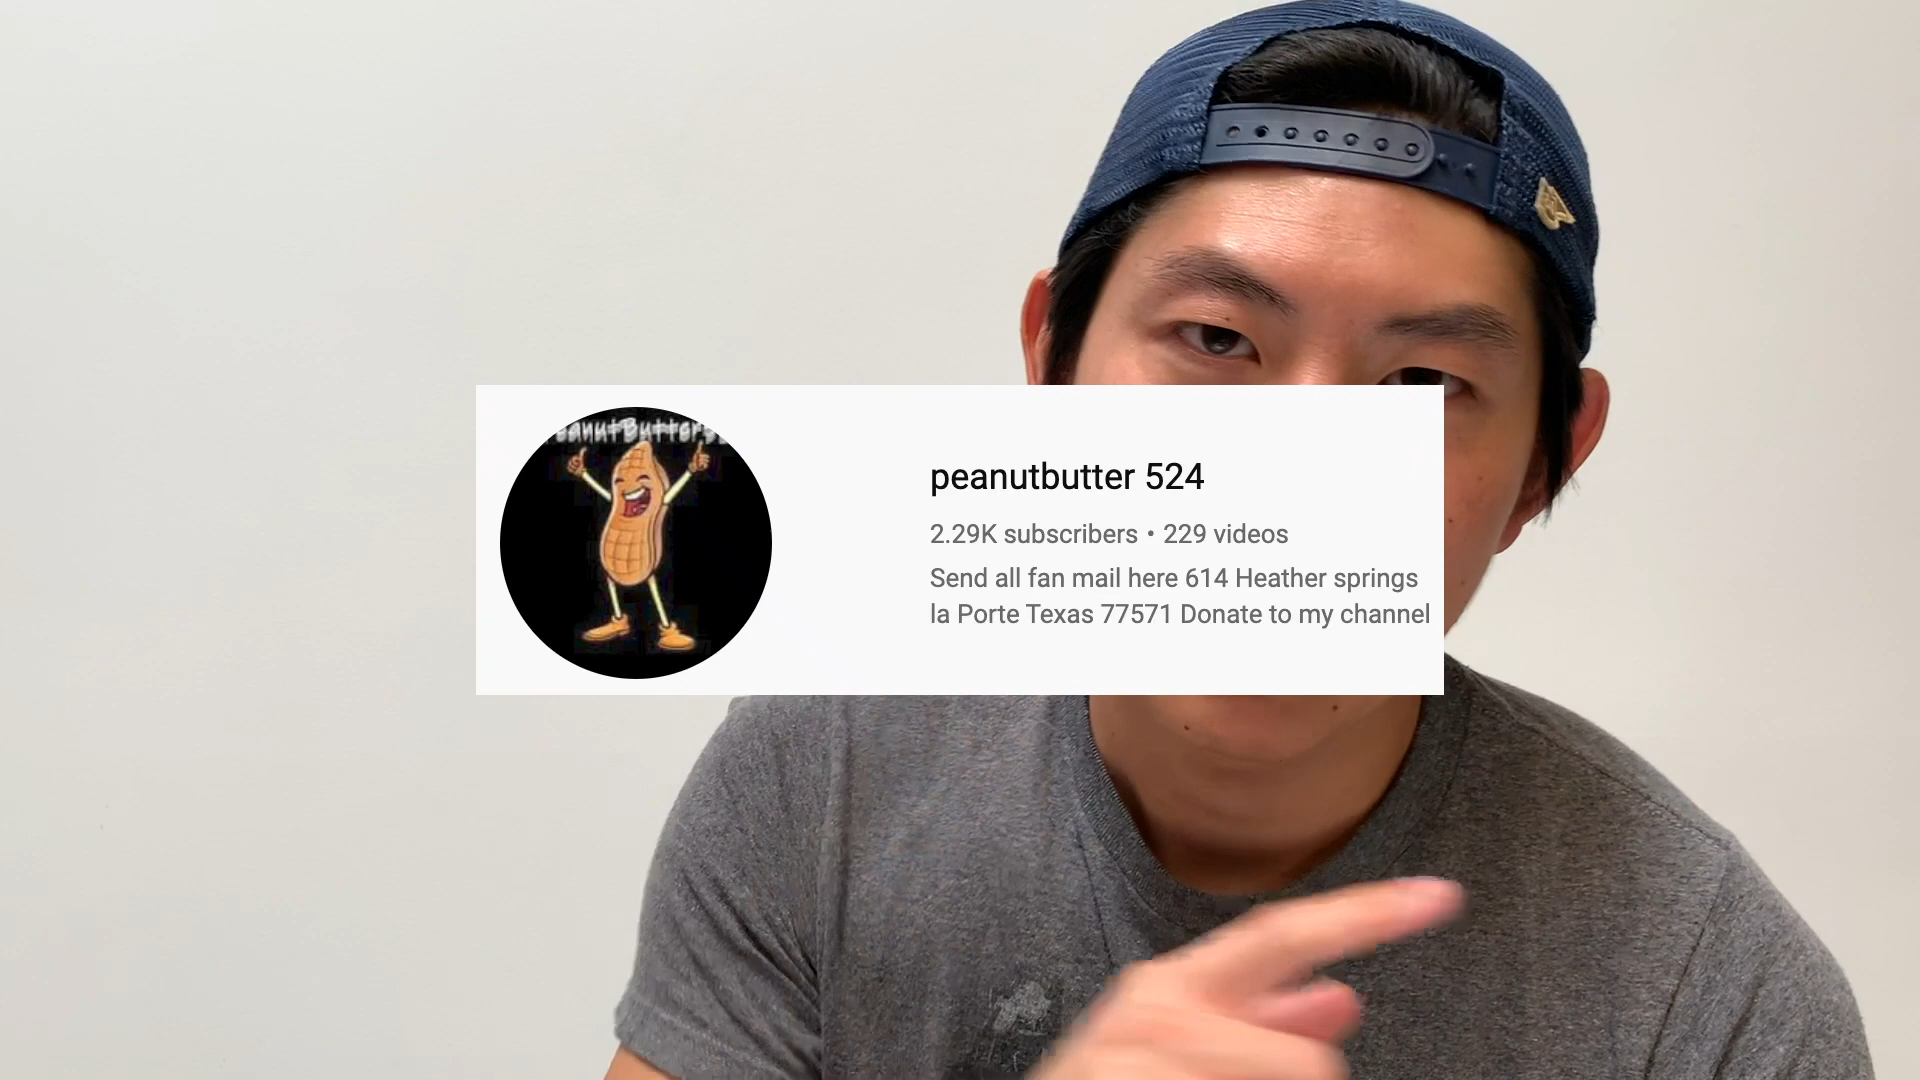 peanutbutter 524
2.29K subscribers • 229 videos
Send all fan mail here 614 Heather springs
la Porte Texas 77571 Donate to my channel